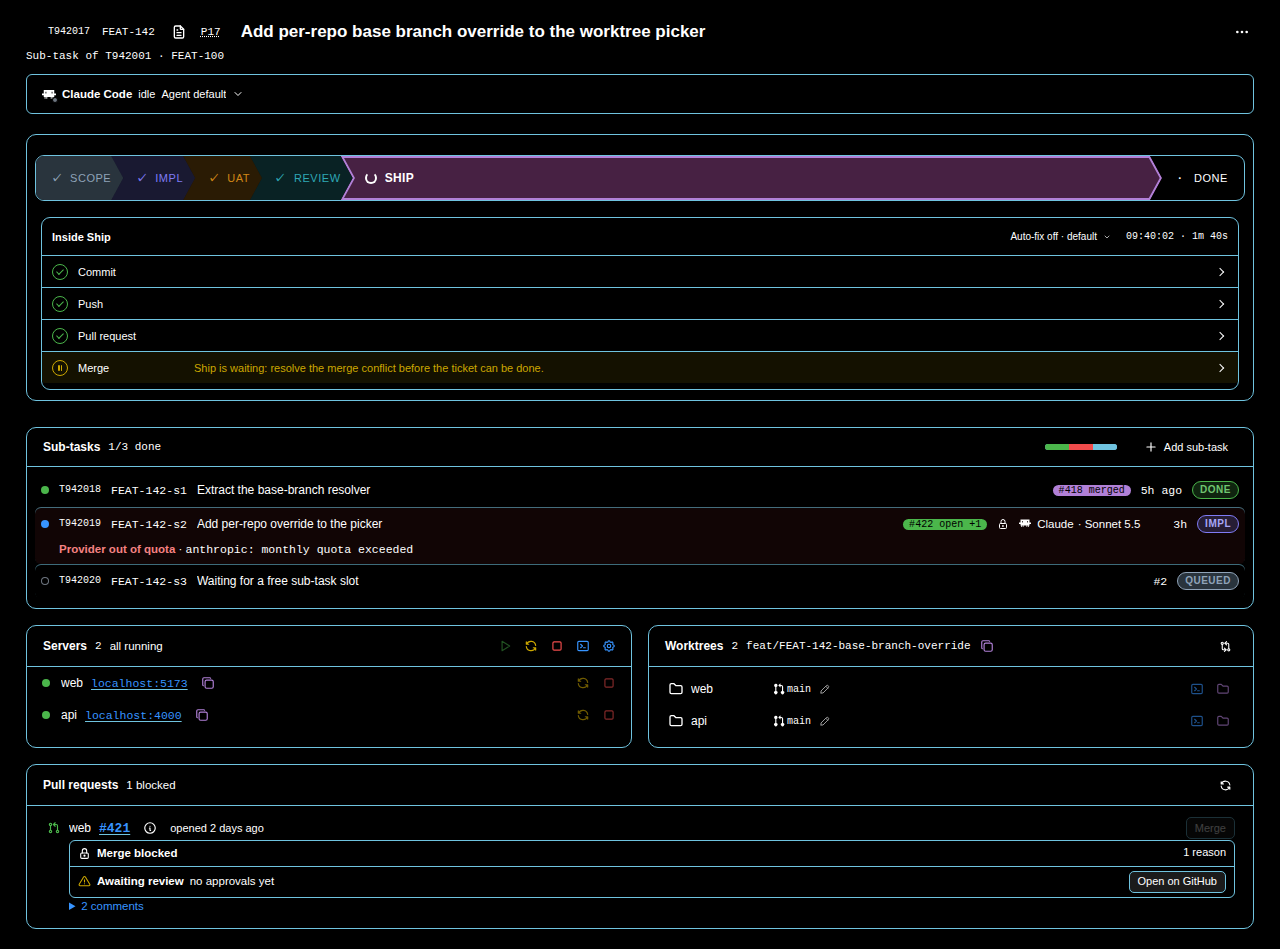 T942017 FEAT-142 P17 Add per-repo base branch override to the worktree picker
Sub-task of T942001 · FEAT-100
Claude Code idle Agent default
SCOPE IMPL UAT REVIEW SHIP · DONE
Inside Ship Auto-fix off · default 09:40:02 · 1m 40s
Commit
Push
Pull request
Merge Ship is waiting: resolve the merge conflict before the ticket can be done.
Sub-tasks 1/3 done Add sub-task
T942018 FEAT-142-s1 Extract the base-branch resolver #418 merged 5h ago DONE
T942019 FEAT-142-s2 Add per-repo override to the picker #422 open +1 Claude · Sonnet 5.5 3h IMPL
Provider out of quota · anthropic: monthly quota exceeded
T942020 FEAT-142-s3 Waiting for a free sub-task slot #2 QUEUED
Servers 2 all running
web localhost:5173
api localhost:4000
Worktrees 2 feat/FEAT-142-base-branch-override
web main
api main
Pull requests 1 blocked
web #421 opened 2 days ago Merge
Merge blocked 1 reason
Awaiting review no approvals yet Open on GitHub
2 comments